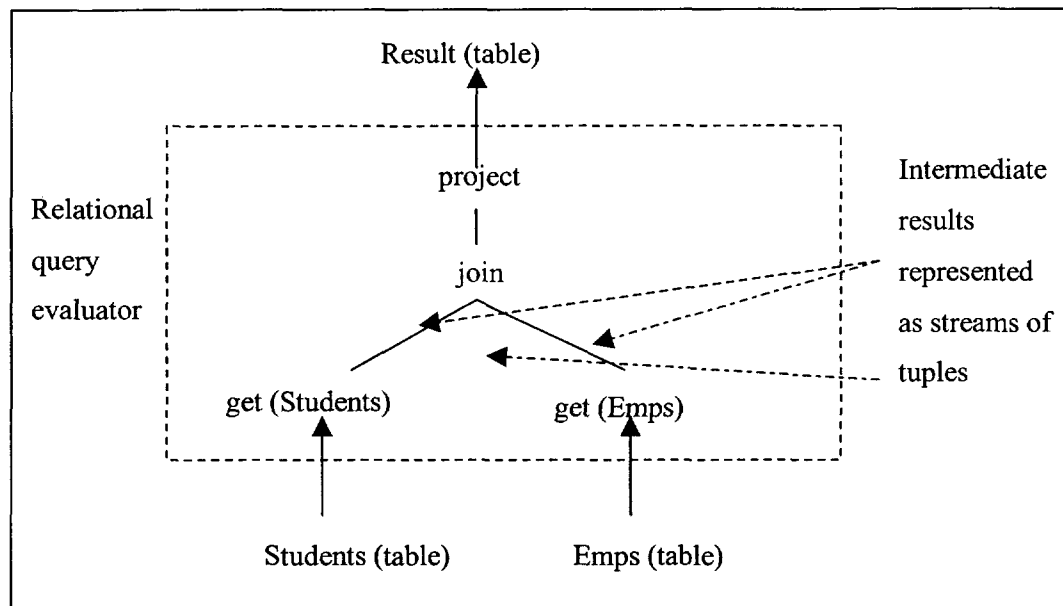 Result (table)
project
join
get (Students)
get (Emps)
Students (table)
Emps (table)
Relational
query
evaluator
Intermediate
results
represented
as streams of
tuples